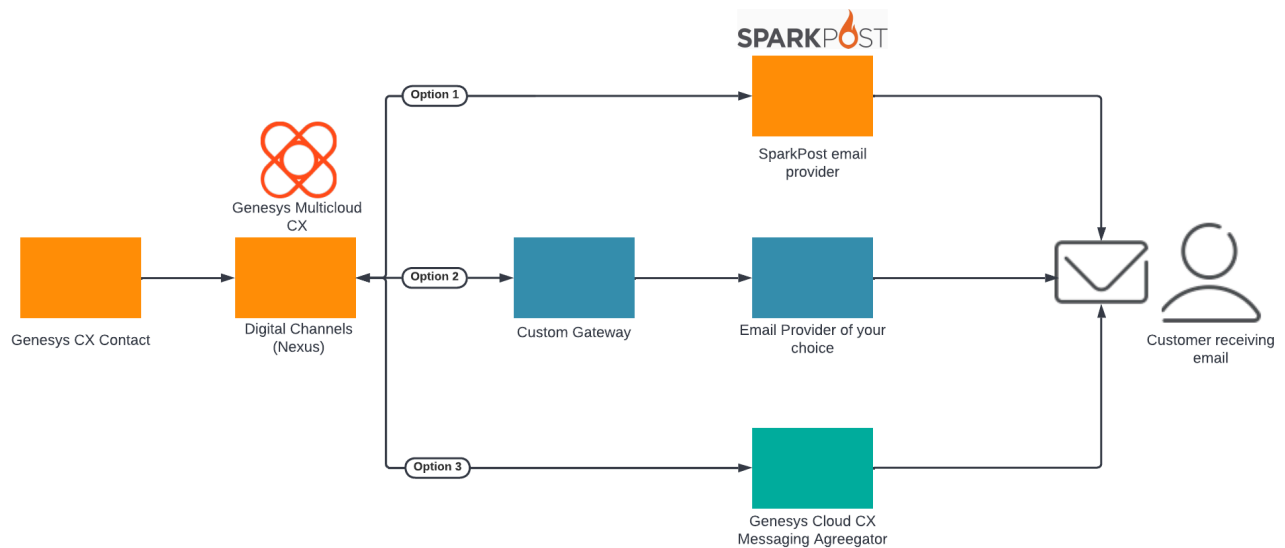 SPARKPOST
Option 1
SparkPost email
provider
Genesys Multicloud
CX
Genesys CX Contact
Digital Channels
(Nexus)
Option 2
Custom Gateway
Email Provider of your
choice
Customer receiving
email
Option 3
Genesys Cloud CX
Messaging Agreegator